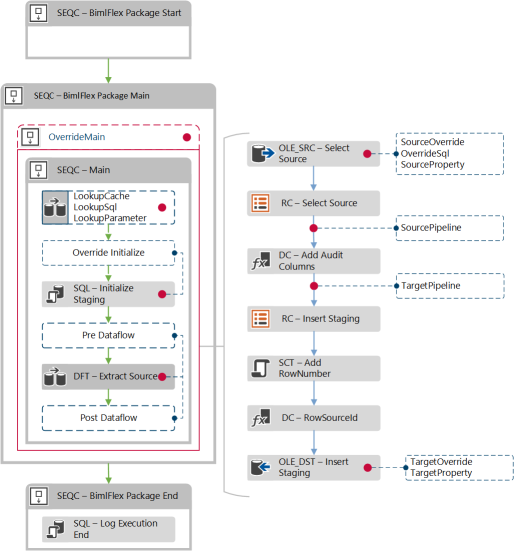 SEQC – BimlFlex Package Start
SEQC – BimlFlex Package Main
OverrideMain
SEQC – Main
LookupCache
LookupSql
LookupParameter
Override Initialize
SQL – Initialize
Staging
Pre Dataflow
DFT – Extract Source
Post Dataflow
SEQC – BimlFlex Package End
SQL – Log Execution
End
OLE_SRC – Select
Source
SourceOverride
OverrideSql
SourceProperty
RC – Select Source
SourcePipeline
DC – Add Audit
Columns
TargetPipeline
RC – Insert Staging
SCT – Add
RowNumber
DC – RowSourceId
OLE_DST – Insert
Staging
TargetOverride
TargetProperty